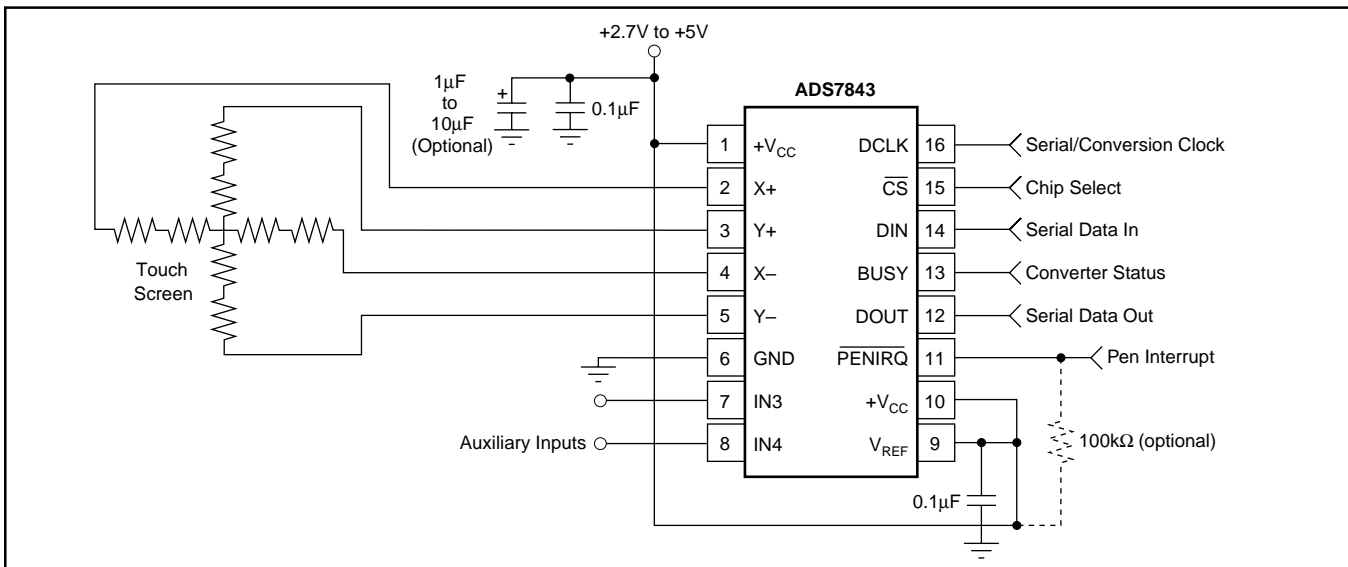 +2.7V to +5V
1µF
to
10µF
(Optional)
+
0.1µF
ADS7843
1 +VCC DCLK 16 Serial/Conversion Clock
2 X+ C̅S̅ 15 Chip Select
3 Y+ DIN 14 Serial Data In
4 X– BUSY 13 Converter Status
5 Y– DOUT 12 Serial Data Out
6 GND P̅E̅N̅I̅R̅Q̅ 11 Pen Interrupt
7 IN3 +VCC 10
Auxiliary Inputs 8 IN4 VREF 9
100kΩ (optional)
0.1µF
Touch
Screen